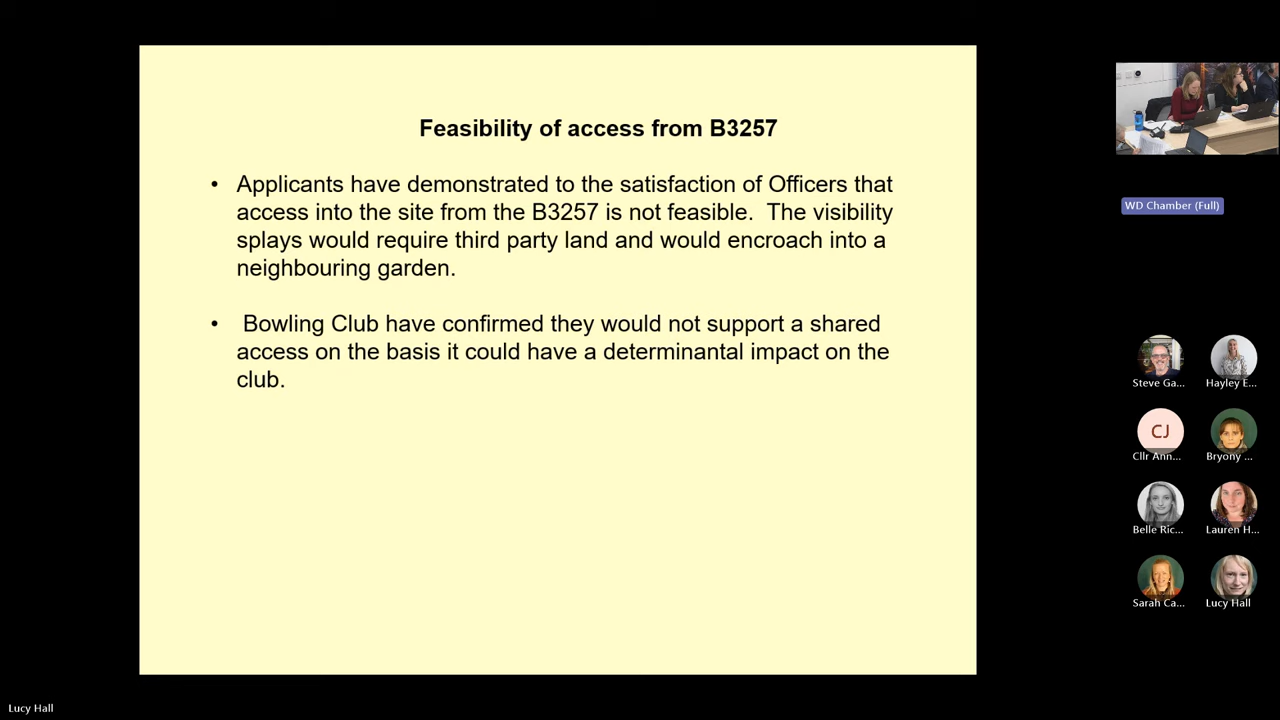 Feasibility of access from B3257
• Applicants have demonstrated to the satisfaction of Officers that
access into the site from the B3257 is not feasible.  The visibility
splays would require third party land and would encroach into a
neighbouring garden.
•  Bowling Club have confirmed they would not support a shared
access on the basis it could have a determinantal impact on the
club.
WD Chamber (Full)
Steve Ga...
Hayley E...
CJ
Cllr Ann...
Bryony ...
Belle Ric...
Lauren H...
Sarah Ca...
Lucy Hall
Lucy Hall